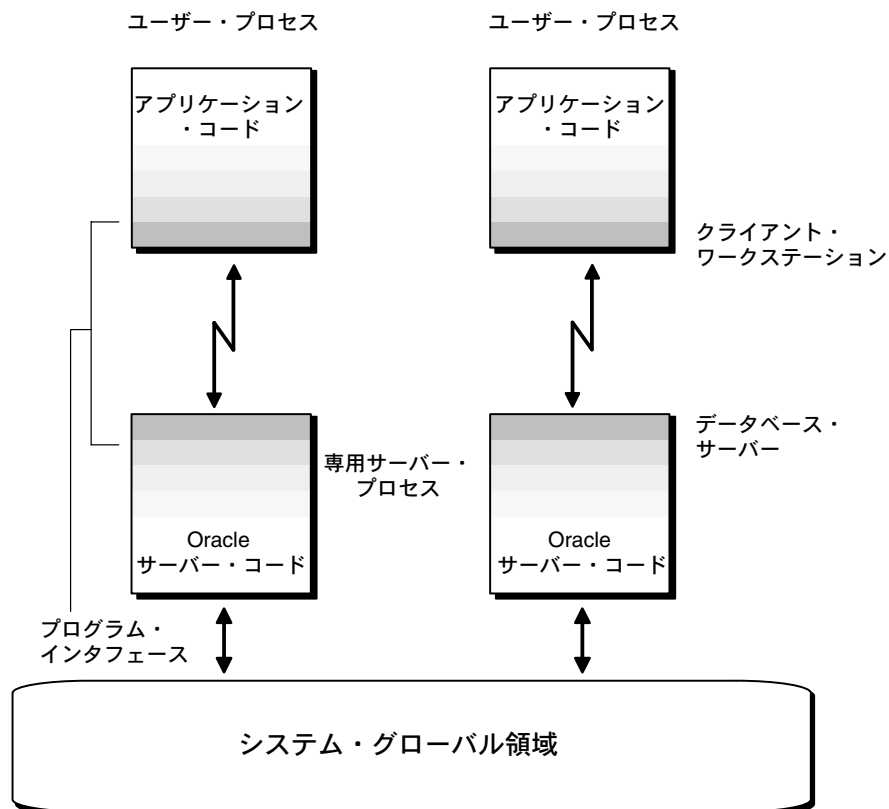 ユーザー・プロセス
ユーザー・プロセス
アプリケーション
・コード
アプリケーション
・コード
クライアント・
ワークステーション
専用サーバー・
プロセス
データベース・
サーバー
Oracle
サーバー・コード
Oracle
サーバー・コード
プログラム・
インタフェース
システム・グローバル領域